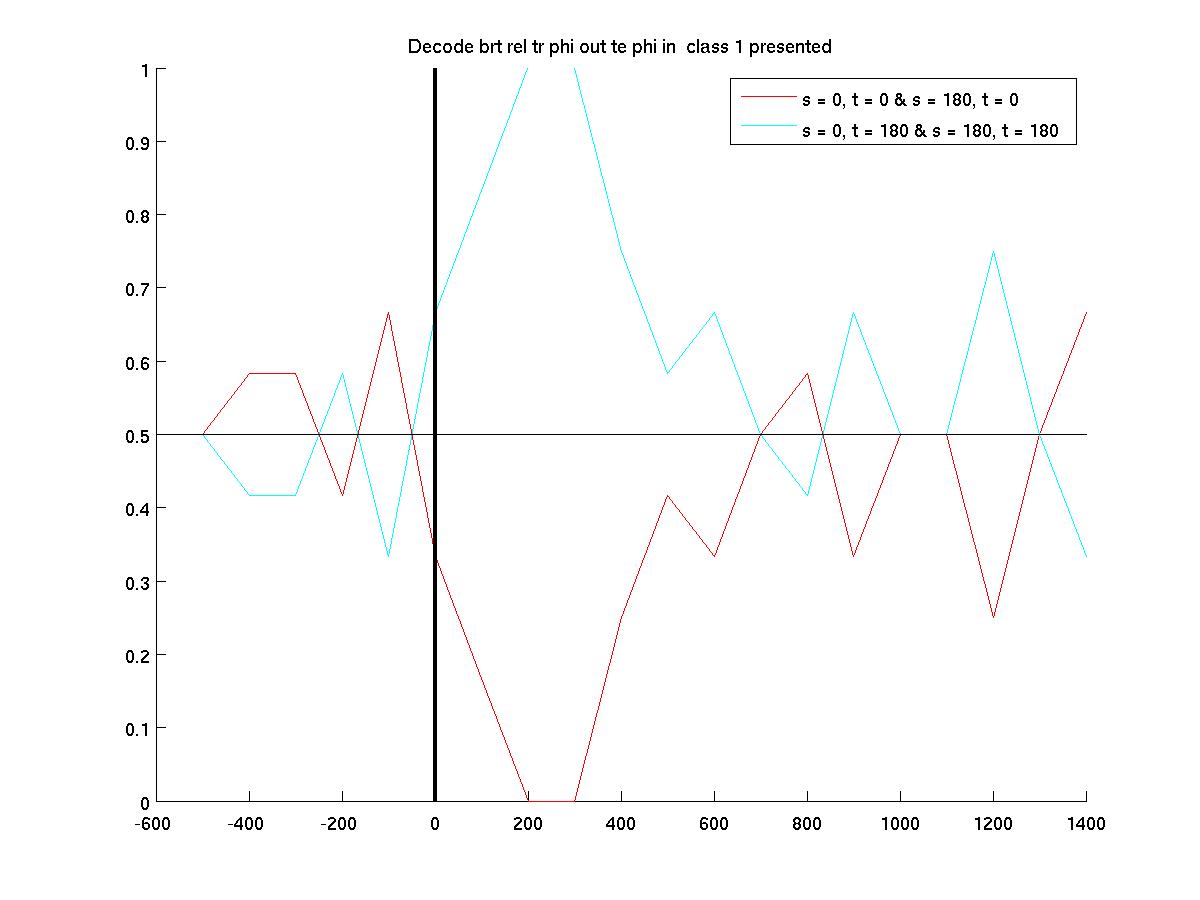 Decode brt rel tr phi out te phi in  class 1 presented
s = 0, t = 0 & s = 180, t = 0
s = 0, t = 180 & s = 180, t = 180
1
0.9
0.8
0.7
0.6
0.5
0.4
0.3
0.2
0.1
0
-600 -400 -200 0 200 400 600 800 1000 1200 1400